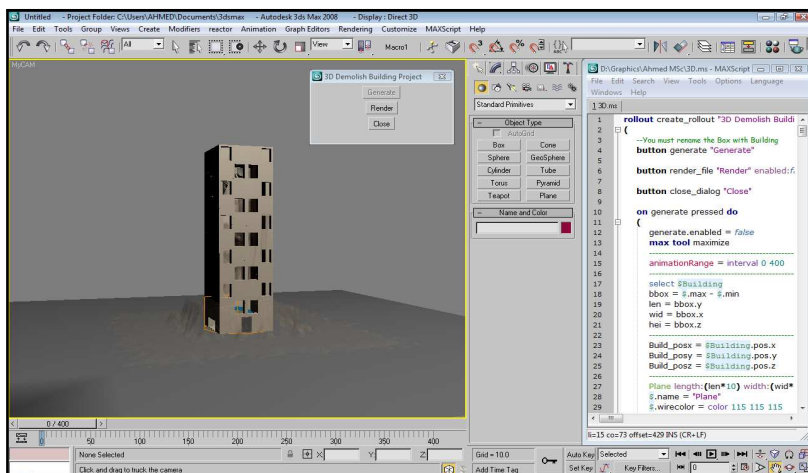 Untitled - Project Folder: C:\Users\AHMED\Documents\3dsmax - Autodesk 3ds Max 2008 - Display : Direct 3D
File Edit Tools Group Views Create Modifiers reactor Animation Graph Editors Rendering Customize MAXScript Help
All View Macro1
MyCAM
3D Demolish Building Project
Generate
Render
Close
Standard Primitives
Object Type
AutoGrid
Box Cone
Sphere GeoSphere
Cylinder Tube
Torus Pyramid
Teapot Plane
Name and Color
D:\Graphics\Ahmed MSc\3D.ms - MAXScript
File Edit Search View Tools Options Language
Windows Help
1 3D.ms
1 rollout create_rollout "3D Demolish Buildi
2 (
3 --You must rename the Box with Building
4 button generate "Generate"
5
6 button render_file "Render" enabled:f
7
8 button close_dialog "Close"
9
10 on generate pressed do
11 (
12 generate.enabled = false
13 max tool maximize
14 ------------------------------------
15 animationRange = interval 0 400
16 ------------------------------------
17 select $Building
18 bbox = $.max - $.min
19 len = bbox.y
20 wid = bbox.x
21 hei = bbox.z
22 ------------------------------------
23 Build_posx = $Building.pos.x
24 Build_posy = $Building.pos.y
25 Build_posz = $Building.pos.z
26 ------------------------------------
27 Plane length:(len*10) width:(wid*
28 $.name = "Plane"
29 $.wirecolor = color 115 115 115
li=15 co=73 offset=429 INS (CR+LF)
0 / 400
0 50 100 150 200 250 300 350 400
None Selected X: Y: Z: Grid = 10.0 Auto Key Selected
Click and drag to truck the camera Add Time Tag Set Key Key Filters... 0